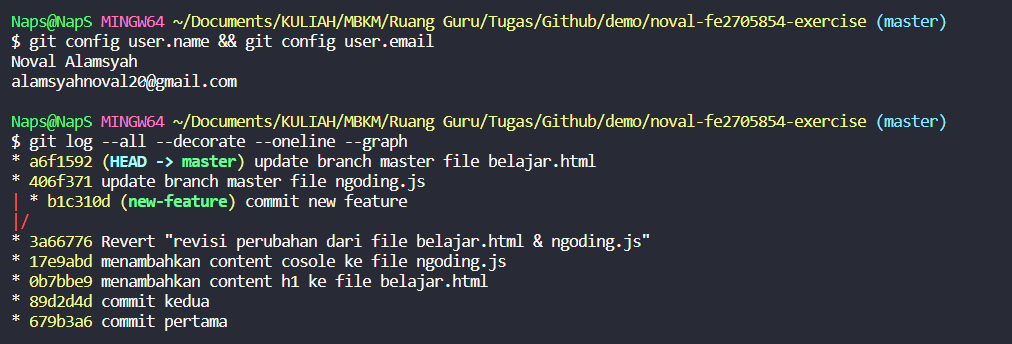 Naps@NapS MINGW64 ~/Documents/KULIAH/MBKM/Ruang Guru/Tugas/Github/demo/noval-fe2705854-exercise (master)
$ git config user.name && git config user.email
Noval Alamsyah
alamsyahnoval20@gmail.com

Naps@NapS MINGW64 ~/Documents/KULIAH/MBKM/Ruang Guru/Tugas/Github/demo/noval-fe2705854-exercise (master)
$ git log --all --decorate --oneline --graph
* a6f1592 (HEAD -> master) update branch master file belajar.html
* 406f371 update branch master file ngoding.js
| * b1c310d (new-feature) commit new feature
|/
* 3a66776 Revert "revisi perubahan dari file belajar.html & ngoding.js"
* 17e9abd menambahkan content cosole ke file ngoding.js
* 0b7bbe9 menambahkan content h1 ke file belajar.html
* 89d2d4d commit kedua
* 679b3a6 commit pertama